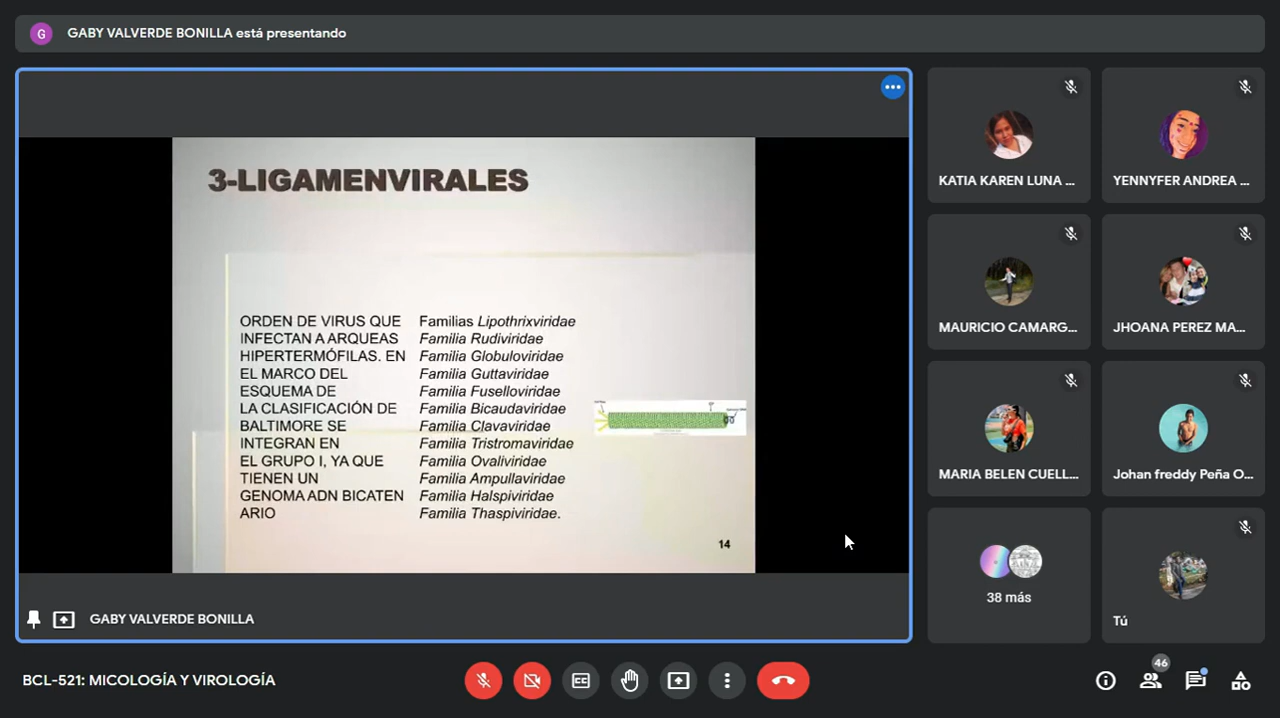 G
GABY VALVERDE BONILLA está presentando
3-LIGAMENVIRALES
ORDEN DE VIRUS QUE
INFECTAN A ARQUEAS
HIPERTERMÓFILAS. EN
EL MARCO DEL
ESQUEMA DE
LA CLASIFICACIÓN DE
BALTIMORE SE
INTEGRAN EN
EL GRUPO I, YA QUE
TIENEN UN
GENOMA ADN BICATEN
ARIO
Familias Lipothrixviridae
Familia Rudiviridae
Familia Globuloviridae
Familia Guttaviridae
Familia Fuselloviridae
Familia Bicaudaviridae
Familia Clavaviridae
Familia Tristromaviridae
Familia Ovaliviridae
Familia Ampullaviridae
Familia Halspiviridae
Familia Thaspiviridae.
14
GABY VALVERDE BONILLA
KATIA KAREN LUNA ...
YENNYFER ANDREA ...
MAURICIO CAMARG...
JHOANA PEREZ MA...
MARIA BELEN CUELL...
Johan freddy Peña O...
38 más
Tú
BCL-521: MICOLOGÍA Y VIROLOGÍA
46